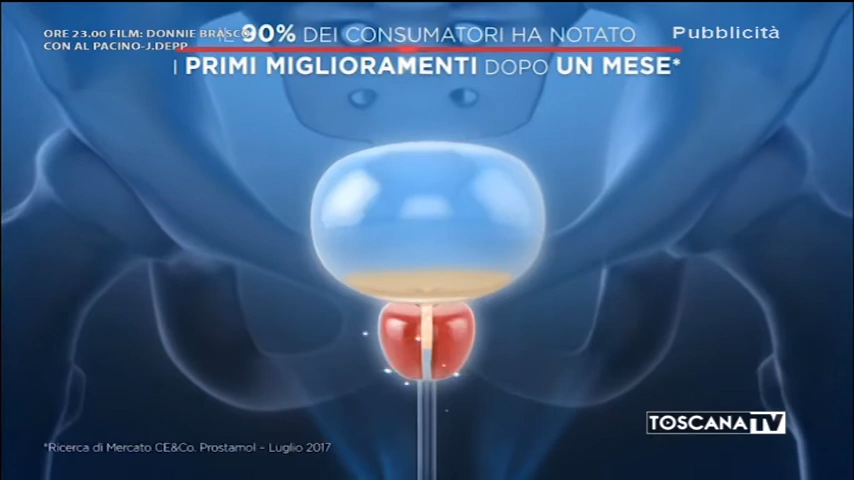 ORE 23.00 FILM: DONNIE BRASCO
CON AL PACINO-J.DEPP
IL 90% DEI CONSUMATORI HA NOTATO
I PRIMI MIGLIORAMENTI DOPO UN MESE*
Pubblicità
TOSCANA TV
*Ricerca di Mercato CE&Co. Prostamol - Luglio 2017